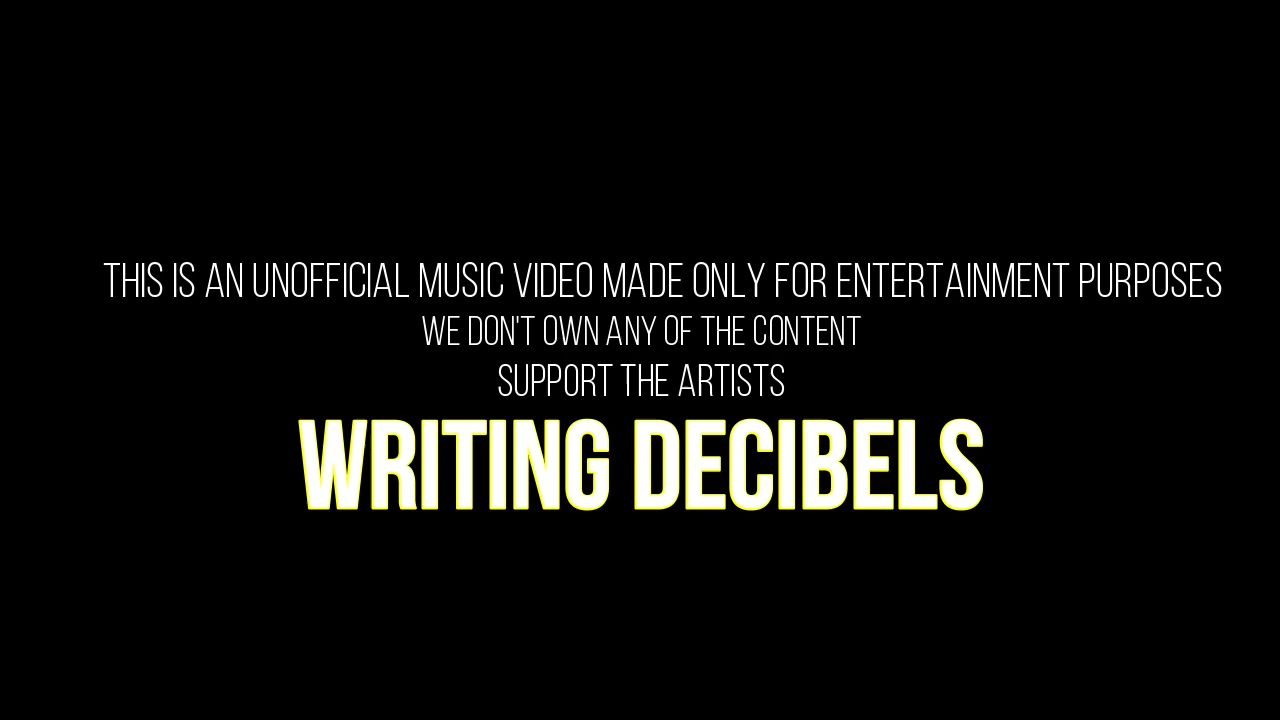 THIS IS AN UNOFFICIAL MUSIC VIDEO MADE ONLY FOR ENTERTAINMENT PURPOSES
WE DON'T OWN ANY OF THE CONTENT
SUPPORT THE ARTISTS
WRITING DECIBELS